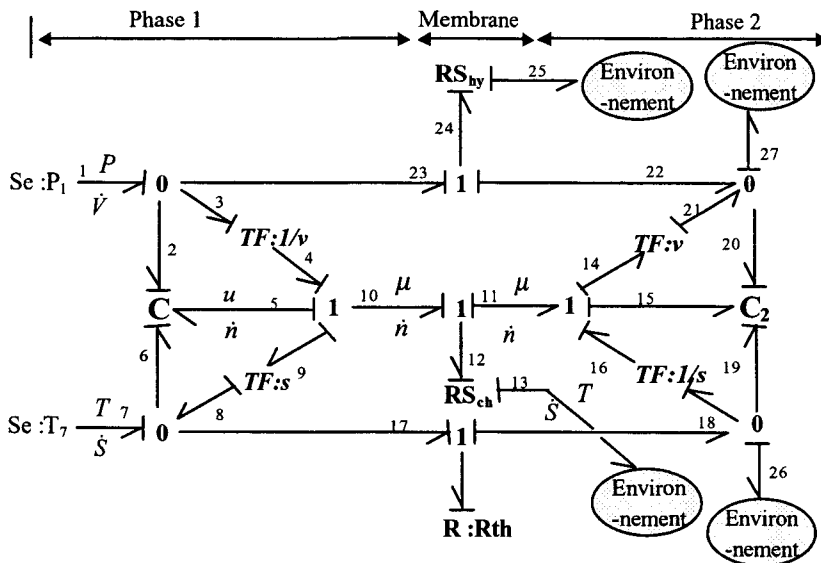 Phase 1 Membrane Phase 2
RS_hy 25 Environ -nement
Environ -nement
24 27
Se :P₁ 1 P V̇ 0 23 1 22 0
3 21
2 TF:1/v TF:v 20
4 14
C u 5 ṅ 1 10 μ ṅ 1 11 μ ṅ 1 15 C₂
6 9 12 16 19
TF:s RS_ch 13 T Ṡ TF:1/s
Se :T₇ T 7 Ṡ 0 8 17 1 18 0
26
R :Rth Environ -nement
Environ -nement